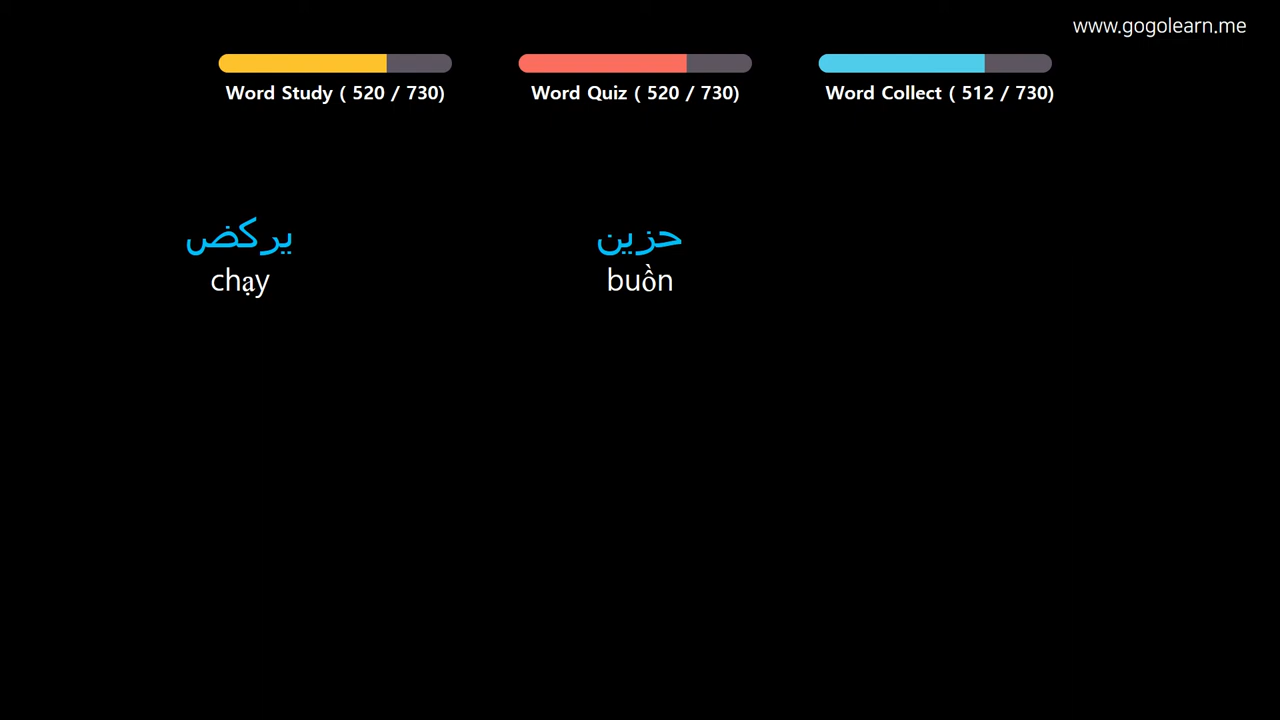 www.gogolearn.me
Word Study ( 520 / 730)
Word Quiz ( 520 / 730)
Word Collect ( 512 / 730)
يركض
chạy
حزين
buồn